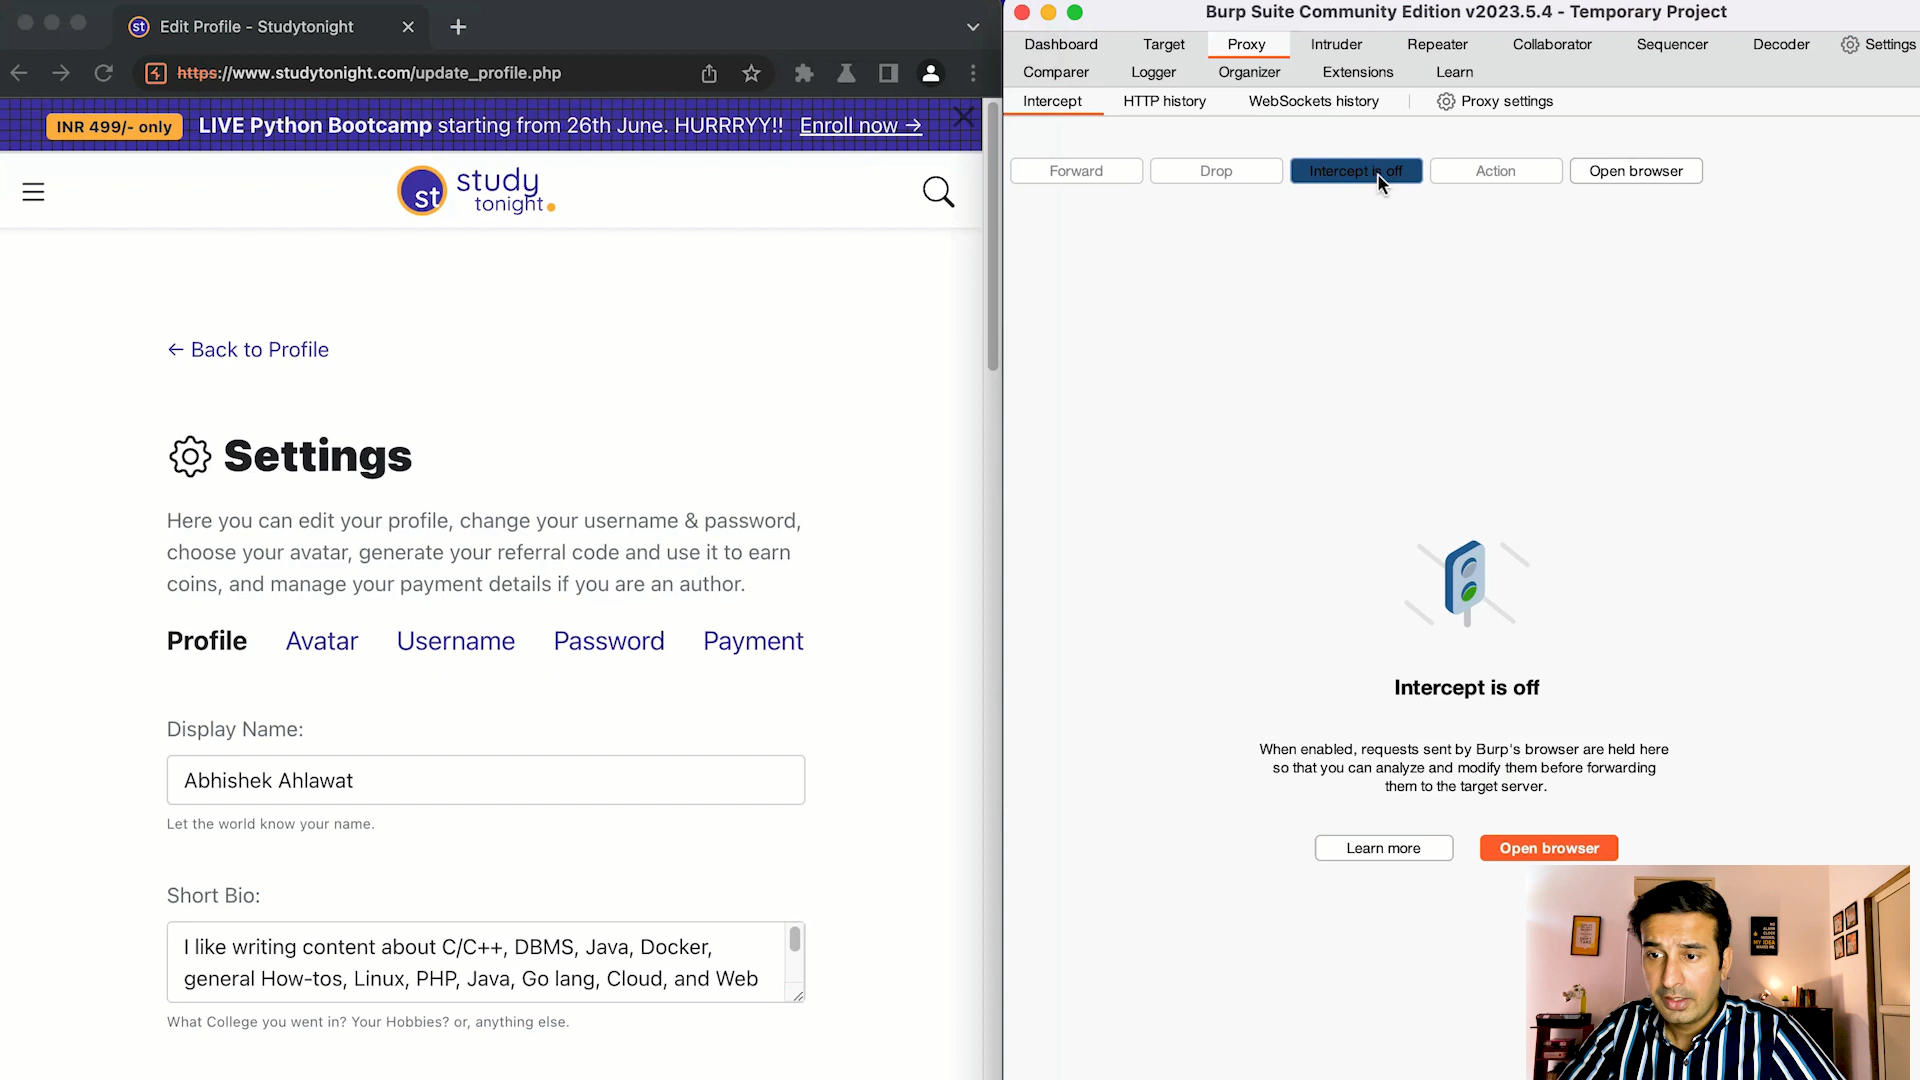 st Edit Profile - Studytonight
https://www.studytonight.com/update_profile.php
INR 499/- only LIVE Python Bootcamp starting from 26th June. HURRRYY!! Enroll now →
st study tonight
← Back to Profile
Settings
Here you can edit your profile, change your username & password,
choose your avatar, generate your referral code and use it to earn
coins, and manage your payment details if you are an author.
Profile Avatar Username Password Payment
Display Name:
Abhishek Ahlawat
Let the world know your name.
Short Bio:
I like writing content about C/C++, DBMS, Java, Docker,
general How-tos, Linux, PHP, Java, Go lang, Cloud, and Web
What College you went in? Your Hobbies? or, anything else.
Burp Suite Community Edition v2023.5.4 - Temporary Project
Dashboard Target Proxy Intruder Repeater Collaborator Sequencer Decoder Settings
Comparer Logger Organizer Extensions Learn
Intercept HTTP history WebSockets history Proxy settings
Forward Drop Intercept is off Action Open browser
Intercept is off
When enabled, requests sent by Burp's browser are held here
so that you can analyze and modify them before forwarding
them to the target server.
Learn more Open browser